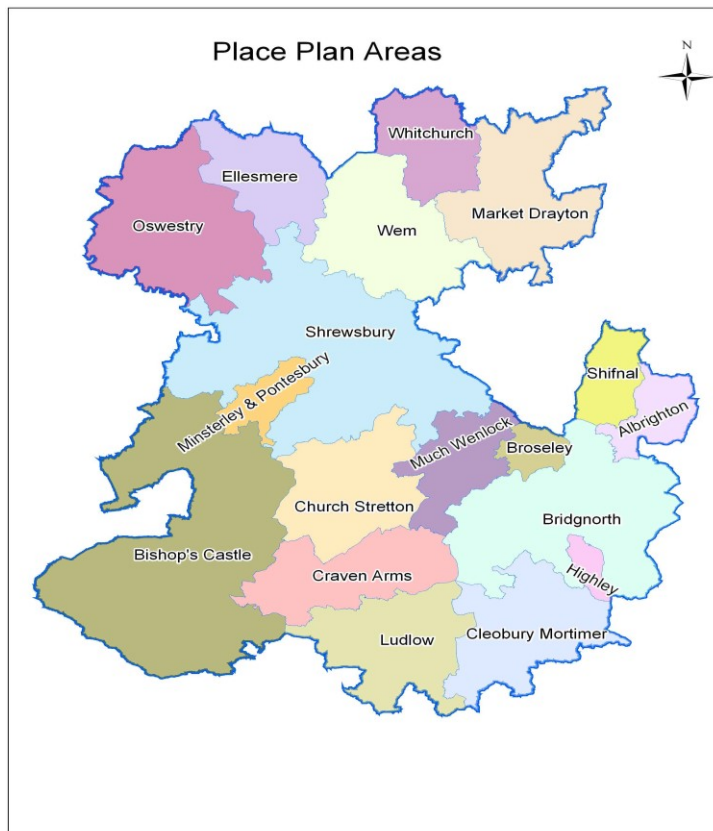 Place Plan Areas
N
Whitchurch
Ellesmere
Market Drayton
Oswestry
Wem
Shrewsbury
Shifnal
Minsterley & Pontesbury
Albrighton
Much Wenlock
Broseley
Church Stretton
Bridgnorth
Bishop's Castle
Craven Arms
Highley
Ludlow
Cleobury Mortimer